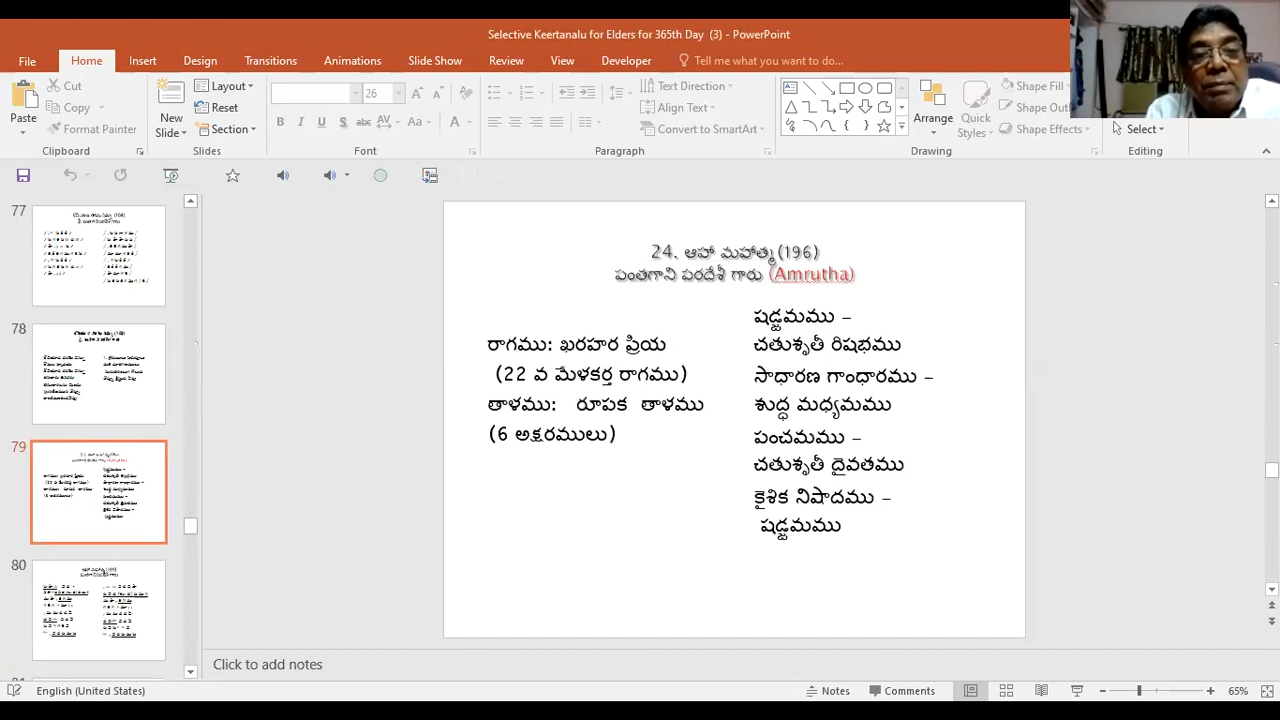 Selective Keertanalu for Elders for 365th Day (3) - PowerPoint
File Home Insert Design Transitions Animations Slide Show Review View Developer Tell me what you want to do...
Cut
Copy
Format Painter
Paste
Clipboard
New
Slide
Layout
Reset
Section
Slides
26
Font
Text Direction
Align Text
Convert to SmartArt
Paragraph
Arrange
Quick
Styles
Shape Fill
Shape Outl
Shape Effects
Drawing
Select
Editing
77
78
79
80
24. ఆహా మహాత్మ (196)
పంతగాని పరదేశీ గారు (Amrutha)
రాగము: ఖరహర ప్రియ
(22 వ మేళకర్త రాగము)
తాళము: రూపక తాళము
(6 అక్షరములు)
షడ్జమము –
చతుశృతీ రిషభము
సాధారణ గాంధారము –
శుద్ధ మధ్యమము
పంచమము –
చతుశృతీ దైవతము
కైశిక నిషాదము –
షడ్జమము
Click to add notes
English (United States)
Notes
Comments
65%